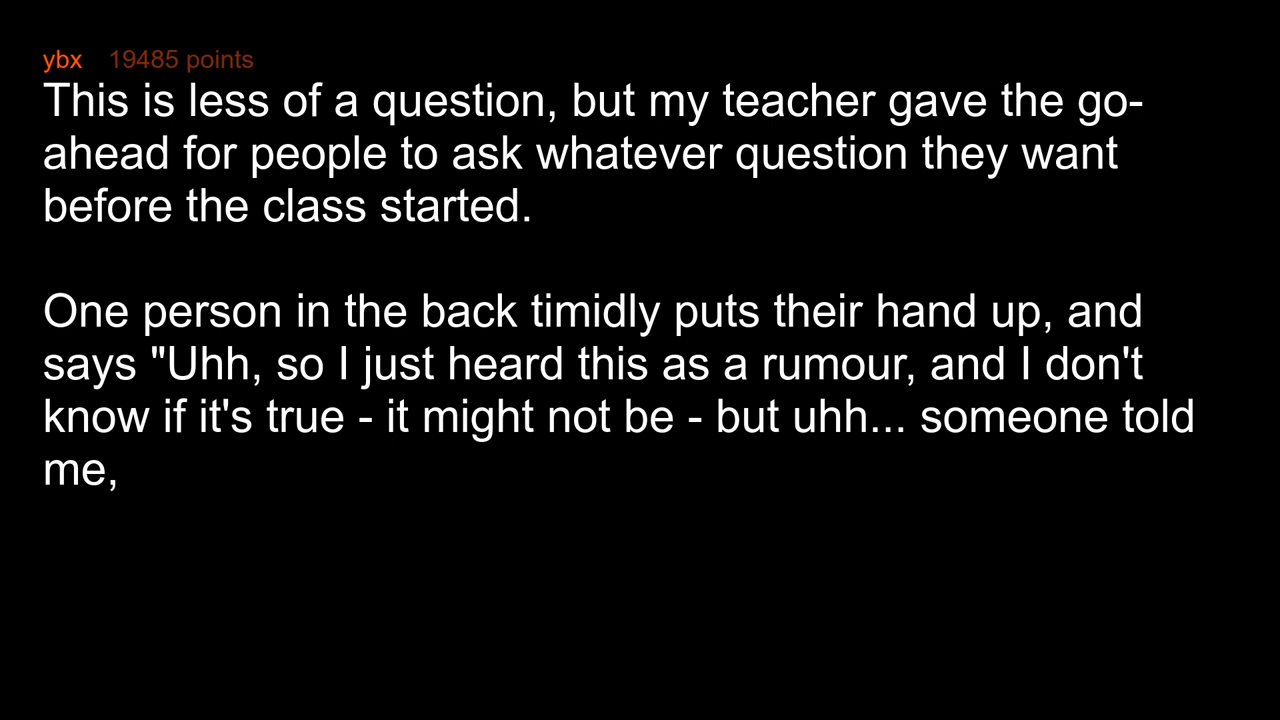 ybx 19485 points
This is less of a question, but my teacher gave the go-
ahead for people to ask whatever question they want
before the class started.
One person in the back timidly puts their hand up, and
says "Uhh, so I just heard this as a rumour, and I don't
know if it's true - it might not be - but uhh... someone told
me,